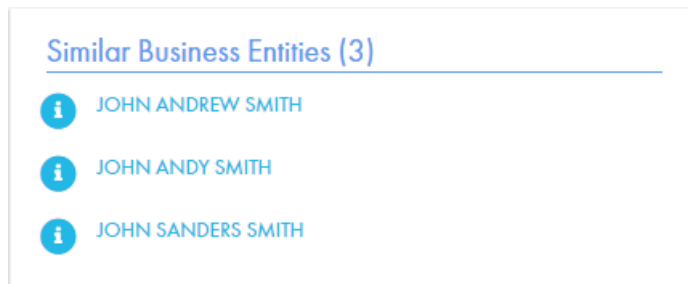 Similar Business Entities (3)
JOHN ANDREW SMITH
JOHN ANDY SMITH
JOHN SANDERS SMITH